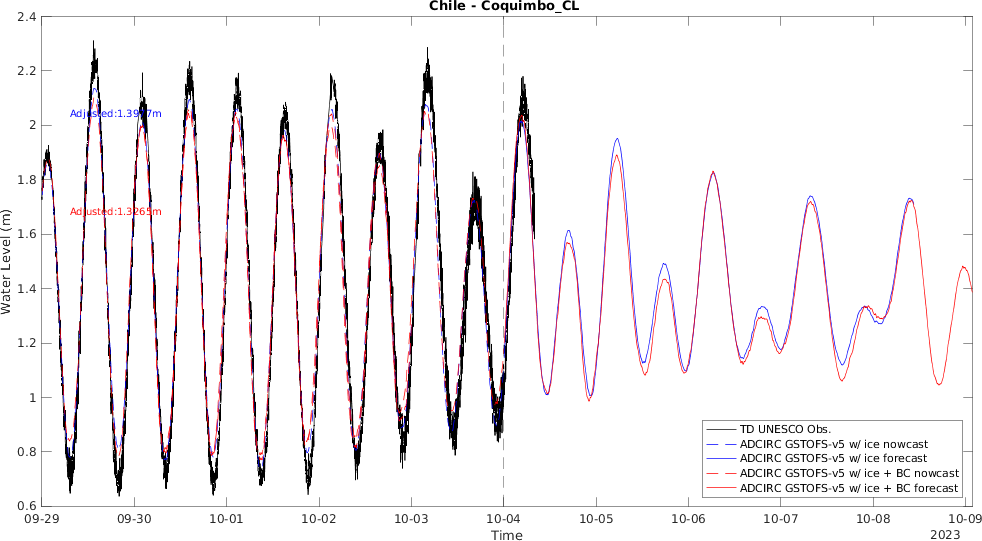 Chile - Coquimbo_CL
2.4
2.2
2
1.8
1.6
1.4
1.2
1
0.8
0.6
Water Level (m)
Adjusted:1.3265m
TD UNESCO Obs.
ADCIRC GSTOFS-v5 w/ ice nowcast
ADCIRC GSTOFS-v5 w/ ice forecast
ADCIRC GSTOFS-v5 w/ ice + BC nowcast
ADCIRC GSTOFS-v5 w/ ice + BC forecast
09-29 09-30 10-01 10-02 10-03 10-04 10-05 10-06 10-07 10-08 10-09
Time
2023